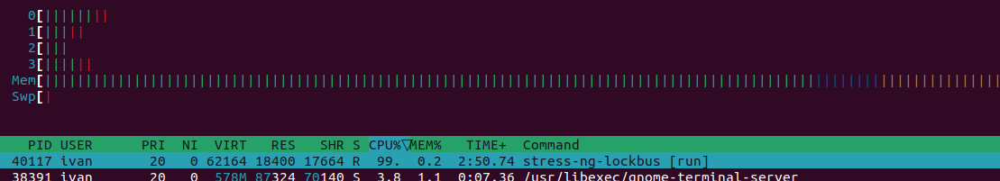 0[||||||||
1[|||||
2[|||
3[||||||
Mem[||||||||||||||||||||||||||||||||||||||||||||||||||||||||||||||||||||||||||||||||||||||||||||||||||||||||||||||||||||||
Swp[|
PID USER PRI NI VIRT RES SHR S CPU%▽MEM% TIME+ Command
40117 ivan 20 0 62164 18400 17664 R 99. 0.2 2:50.74 stress-ng-lockbus [run]
38391 ivan 20 0 578M 87324 70140 S 3.8 1.1 0:07.36 /usr/libexec/gnome-terminal-server